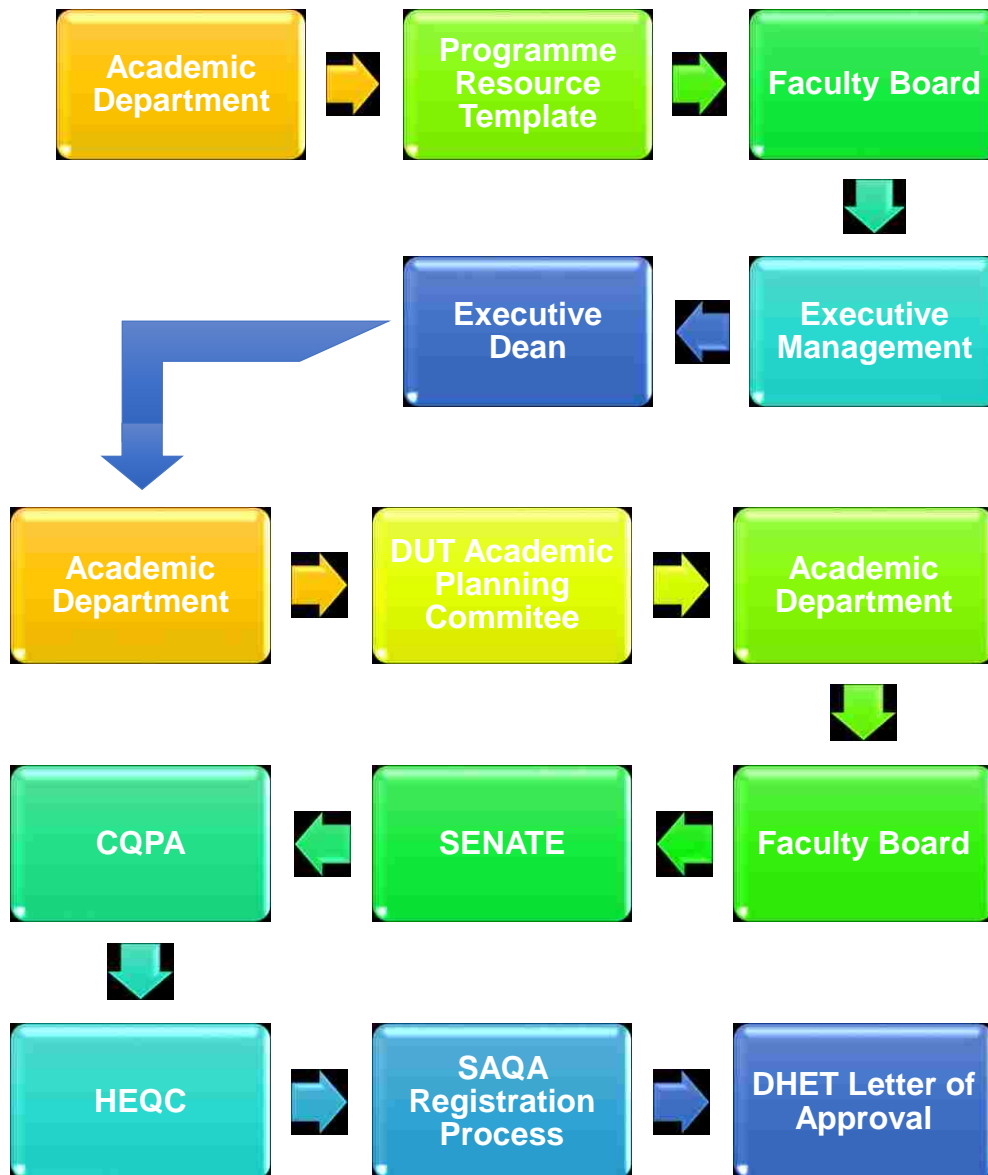 Academic
Department
Programme
Resource
Template
Faculty Board
Executive
Management
Executive
Dean
Academic
Department
DUT Academic
Planning
Commitee
Academic
Department
Faculty Board
SENATE
CQPA
HEQC
SAQA
Registration
Process
DHET Letter of
Approval